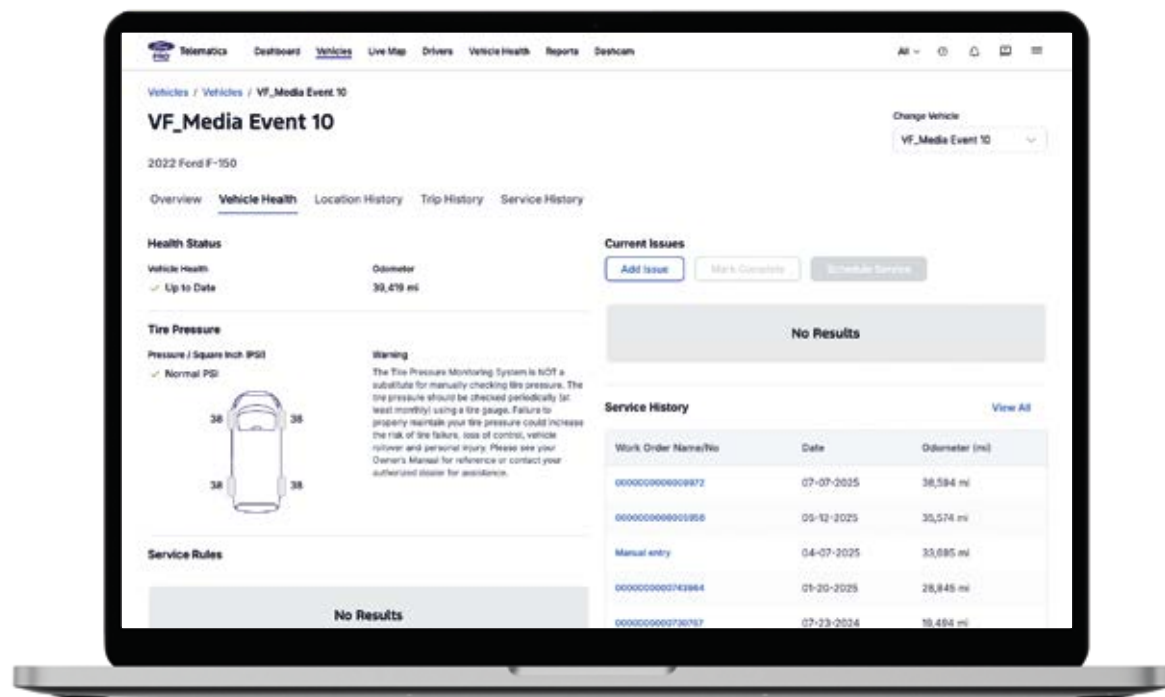 PRO
Telematics Dashboard Vehicles Live Map Drivers Vehicle Health Reports Dashcam All
Vehicles / Vehicles / VF_Media Event 10
VF_Media Event 10
2022 Ford F-150
Change Vehicle
VF_Media Event 10
Overview Vehicle Health Location History Trip History Service History
Health Status
Vehicle Health
Up to Date
Odometer
39,419 mi
Tire Pressure
Pressure / Square Inch (PSI)
Normal PSI
38 38
38 38
Warning
The Tire Pressure Monitoring System is NOT a
substitute for manually checking tire pressure. The
tire pressure should be checked periodically (at
least monthly) using a tire gauge. Failure to
properly maintain your tire pressure could increase
the risk of tire failure, loss of control, vehicle
rollover and personal injury. Please see your
Owner's Manual for reference or contact your
authorized dealer for assistance.
Service Rules
No Results
Current Issues
Add Issue Mark Complete Schedule Service
No Results
Service History View All
Work Order Name/No Date Odometer (mi)
07-07-2025 38,594 mi
05-12-2025 35,574 mi
Manual entry 04-07-2025 33,685 mi
01-20-2025 28,845 mi
07-23-2024 19,494 mi